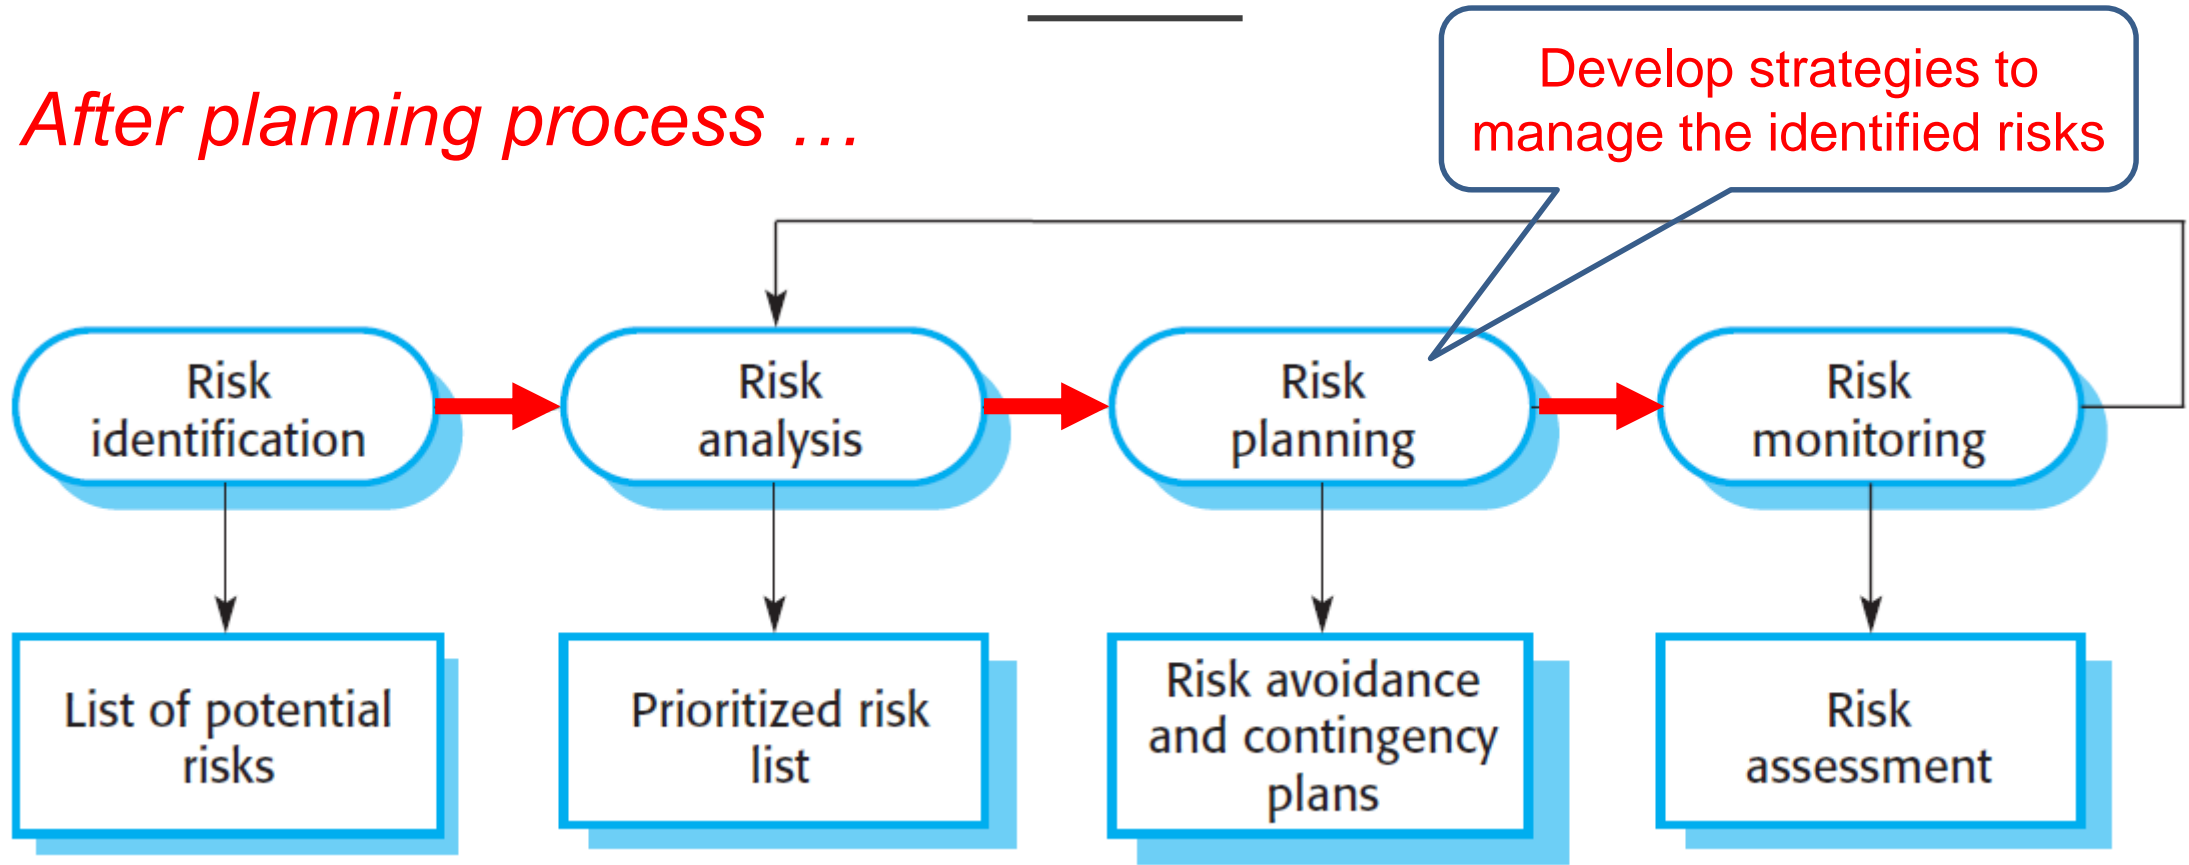 Develop strategies to
manage the identified risks
After planning process …
Risk
identification
Risk
analysis
Risk
planning
Risk
monitoring
List of potential
risks
Prioritized risk
list
Risk avoidance
and contingency
plans
Risk
assessment